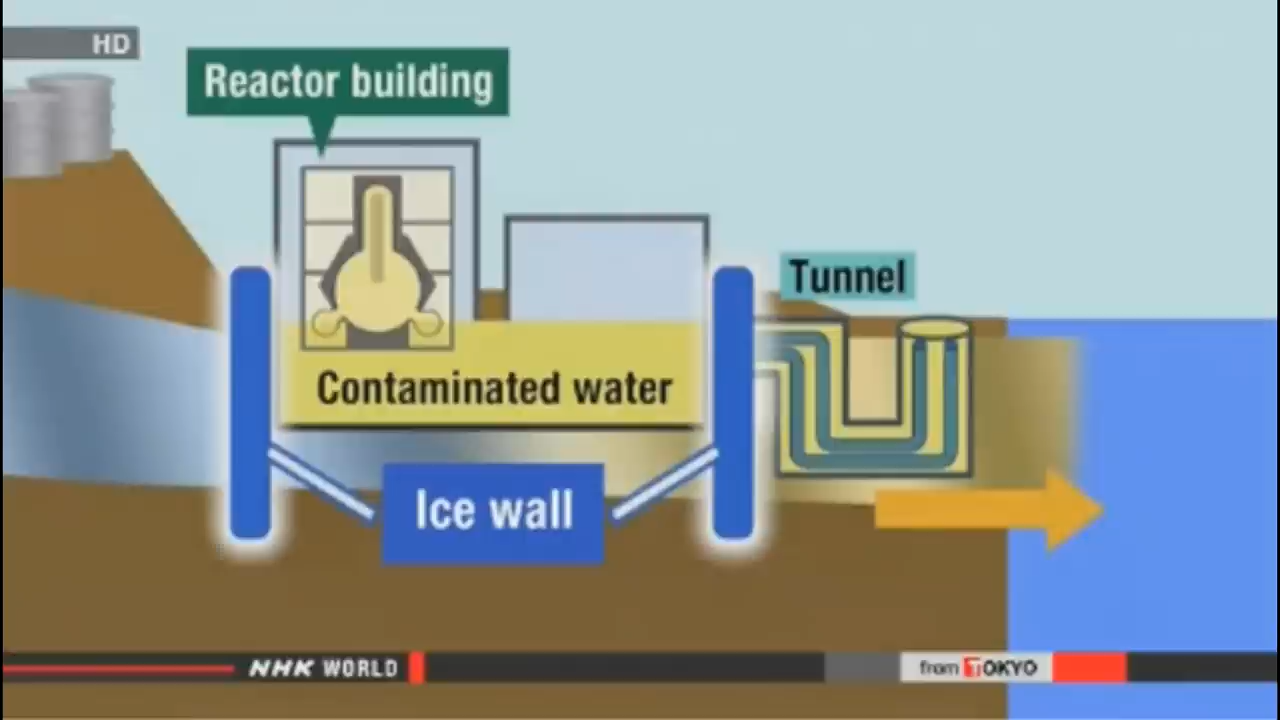 HD
Reactor building
Tunnel
Contaminated water
Ice wall
NHK WORLD
from TOKYO